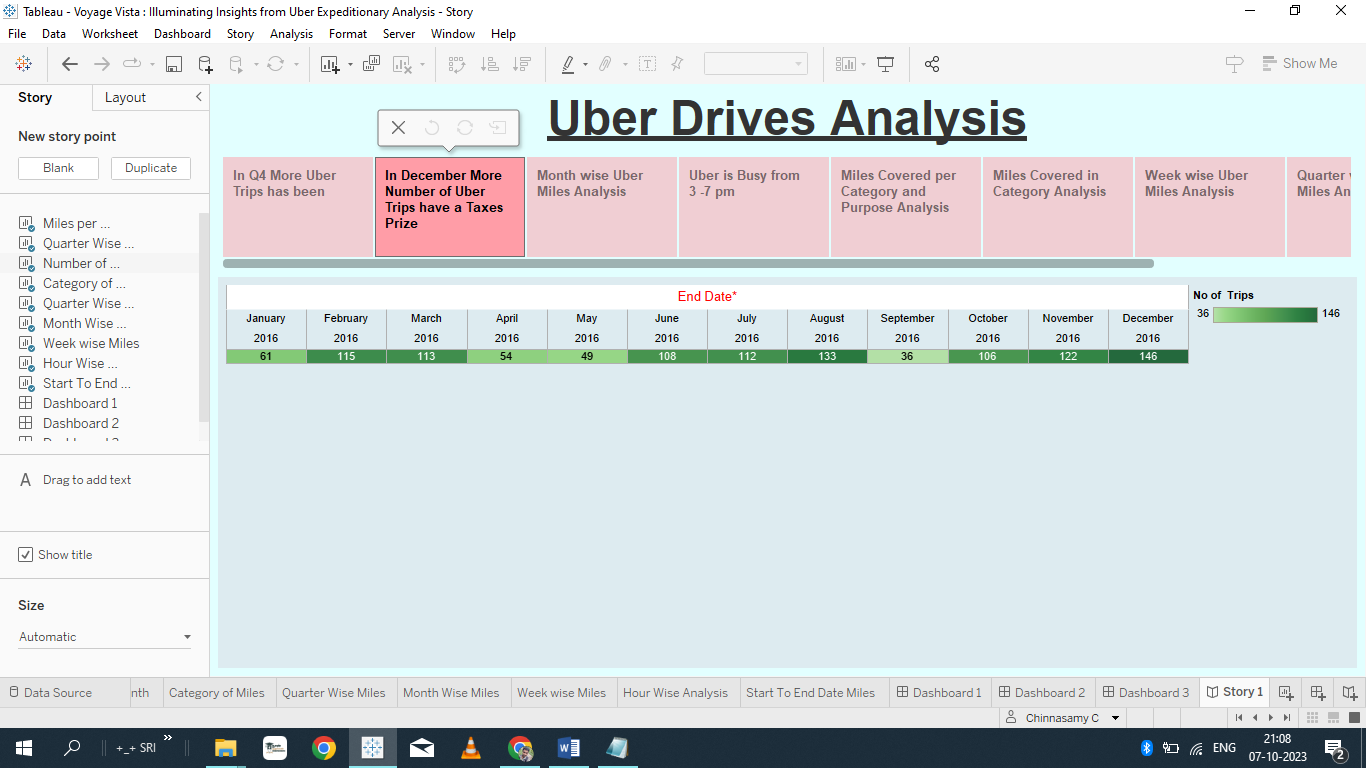 Tableau - Voyage Vista : Illuminating Insights from Uber Expeditionary Analysis - Story
File Data Worksheet Dashboard Story Analysis Format Server Window Help
Show Me
Story Layout
New story point
Blank Duplicate
Miles per ...
Quarter Wise ...
Number of ...
Category of ...
Quarter Wise ...
Month Wise ...
Week wise Miles
Hour Wise ...
Start To End ...
Dashboard 1
Dashboard 2
A Drag to add text
Show title
Size
Automatic
Uber Drives Analysis
In Q4 More Uber
Trips has been
In December More
Number of Uber
Trips have a Taxes
Prize
Month wise Uber
Miles Analysis
Uber is Busy from
3 -7 pm
Miles Covered per
Category and
Purpose Analysis
Miles Covered in
Category Analysis
Week wise Uber
Miles Analysis
Quarter
Miles An
End Date*
January February March April May June July August September October November December
2016 2016 2016 2016 2016 2016 2016 2016 2016 2016 2016 2016
61 115 113 54 49 108 112 133 36 106 122 146
No of Trips
36 146
Data Source nth Category of Miles Quarter Wise Miles Month Wise Miles Week wise Miles Hour Wise Analysis Start To End Date Miles Dashboard 1 Dashboard 2 Dashboard 3 Story 1
Chinnasamy C
+_+ SRI
ENG
21:08
07-10-2023
2